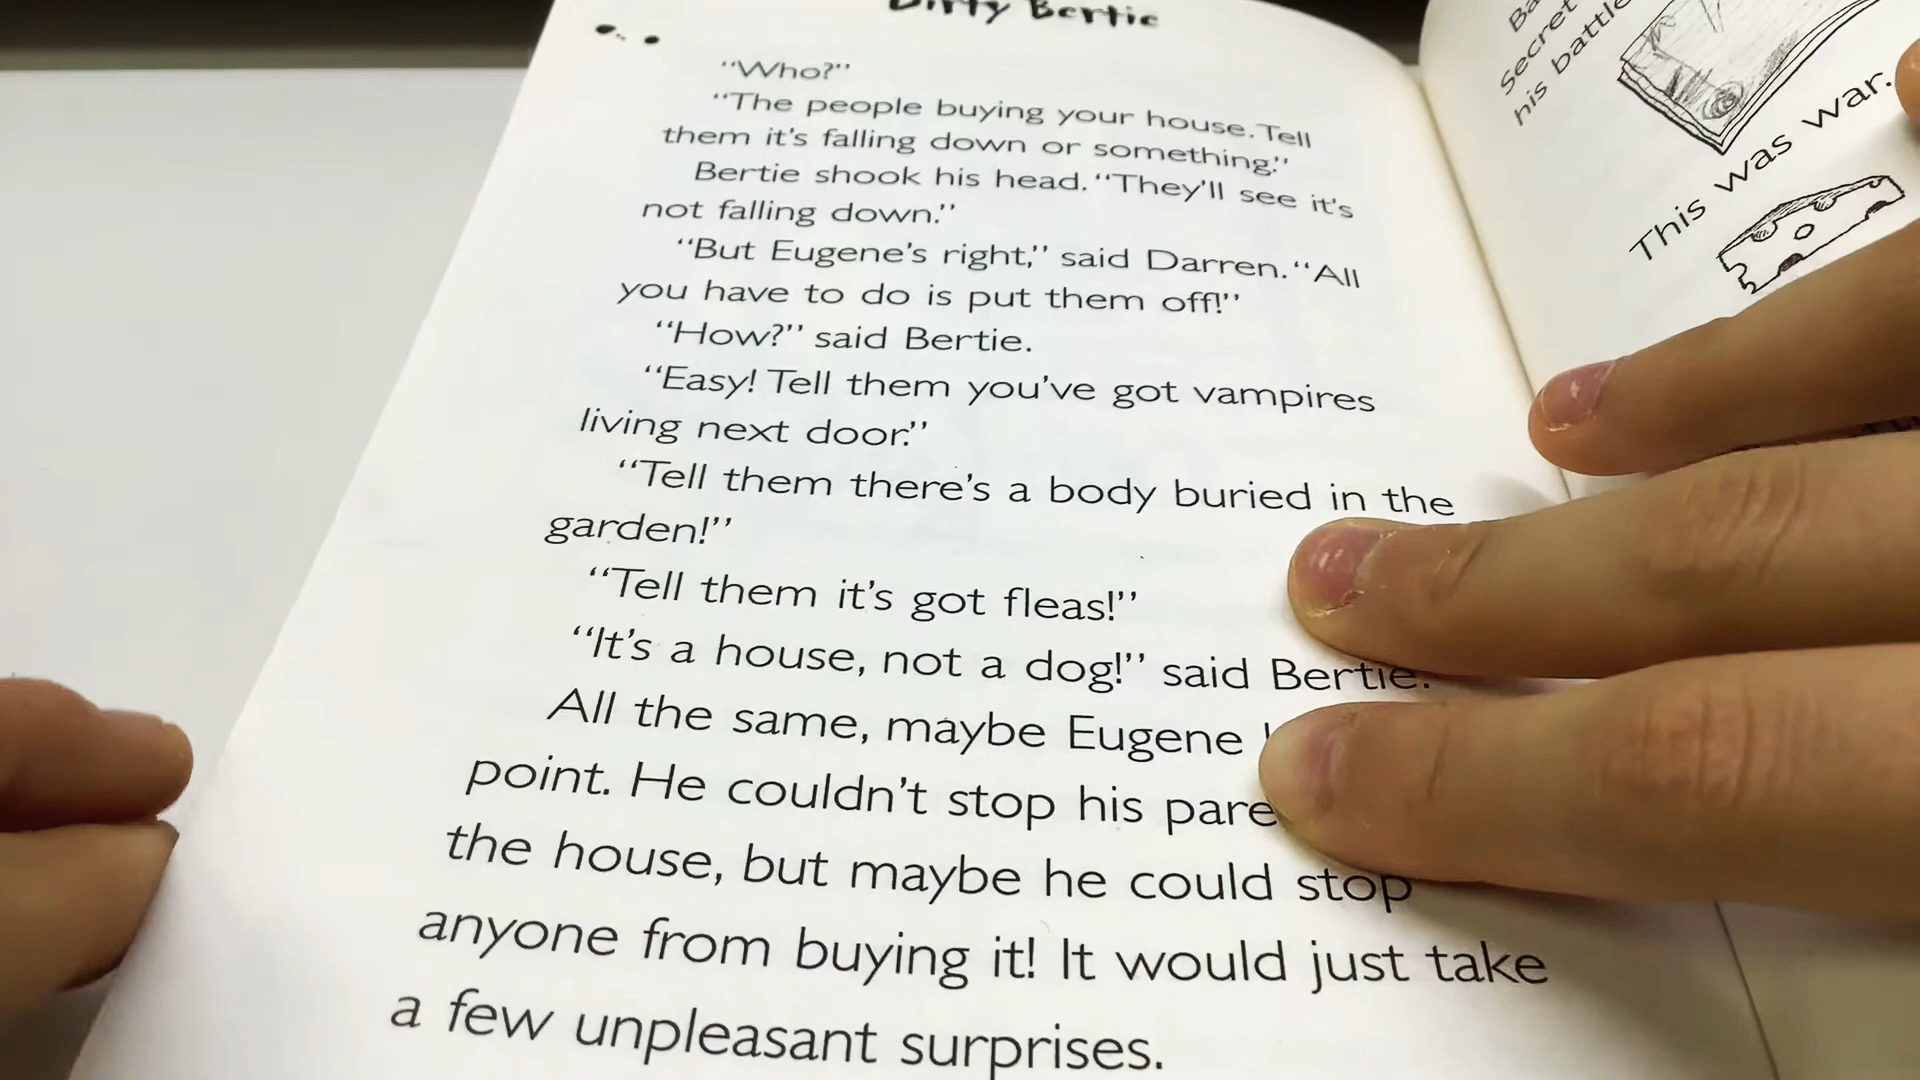 Dirty Bertie
“Who?”
“The people buying your house. Tell
them it’s falling down or something.”
Bertie shook his head. “They’ll see it’s
not falling down.”
“But Eugene’s right,” said Darren. “All
you have to do is put them off!”
“How?” said Bertie.
“Easy! Tell them you’ve got vampires
living next door.”
“Tell them there’s a body buried in the
garden!”
“Tell them it’s got fleas!”
“It’s a house, not a dog!” said Bertie.
All the same, maybe Eugene
point. He couldn’t stop his
the house, but maybe he could stop
anyone from buying it! It would just take
a few unpleasant surprises.
secret
his battle
This was war.